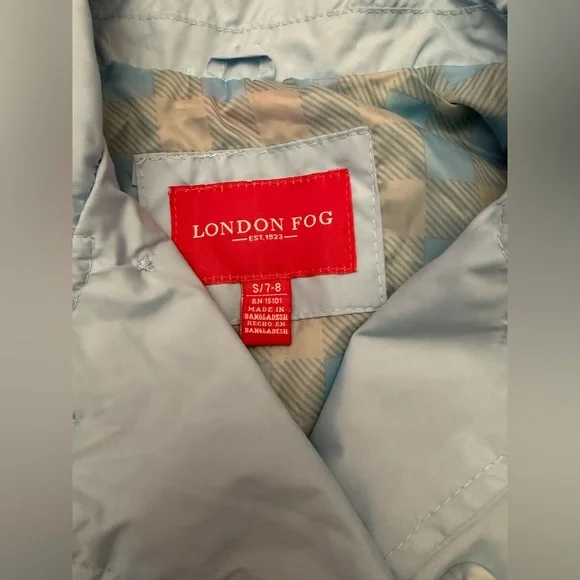 LONDON FOG
EST. 1923
S/7-8
RN 15101
MADE IN
BANGLADESH
HECHO EN
BANGLADESH